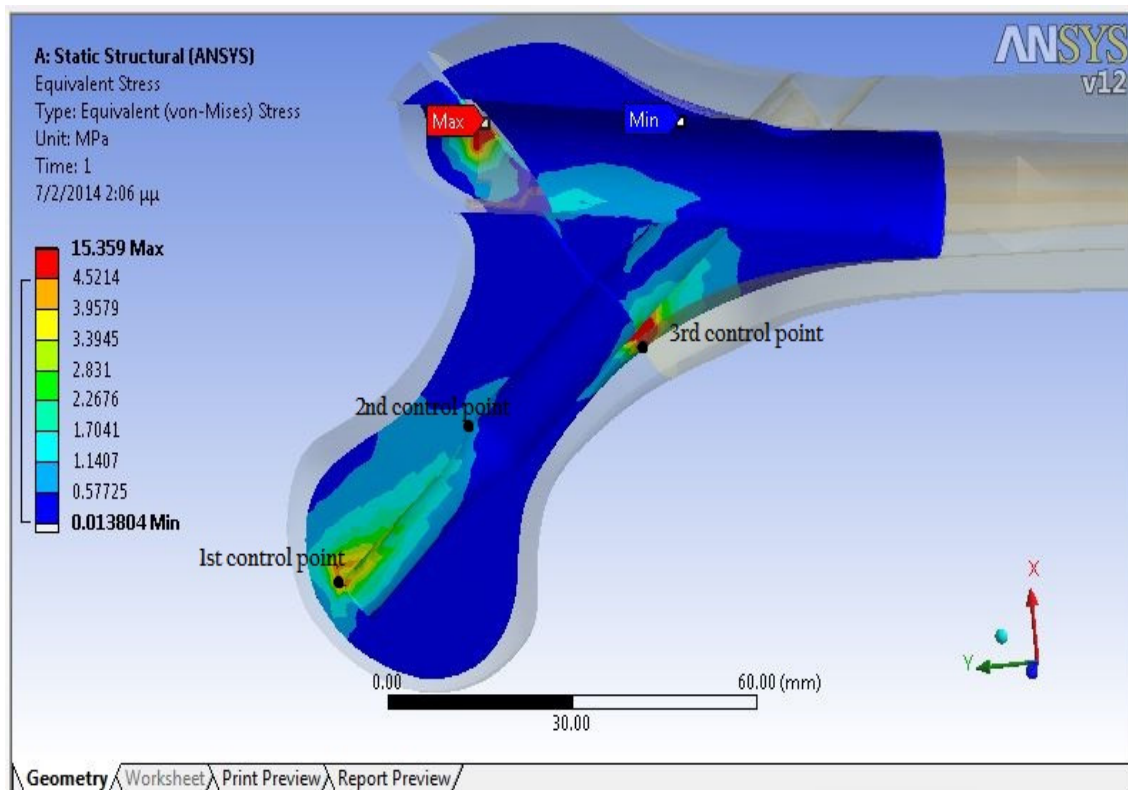 A: Static Structural (ANSYS)
Equivalent Stress
Type: Equivalent (von-Mises) Stress
Unit: MPa
Time: 1
7/2/2014 2:06 μμ
ANSYS
v12
Max
Min
15.359 Max
4.5214
3.9579
3.3945
2.831
2.2676
1.7041
1.1407
0.57725
0.013804 Min
3rd control point
2nd control point
1st control point
X
Y
0.00
60.00 (mm)
30.00
Geometry
Worksheet
Print Preview
Report Preview